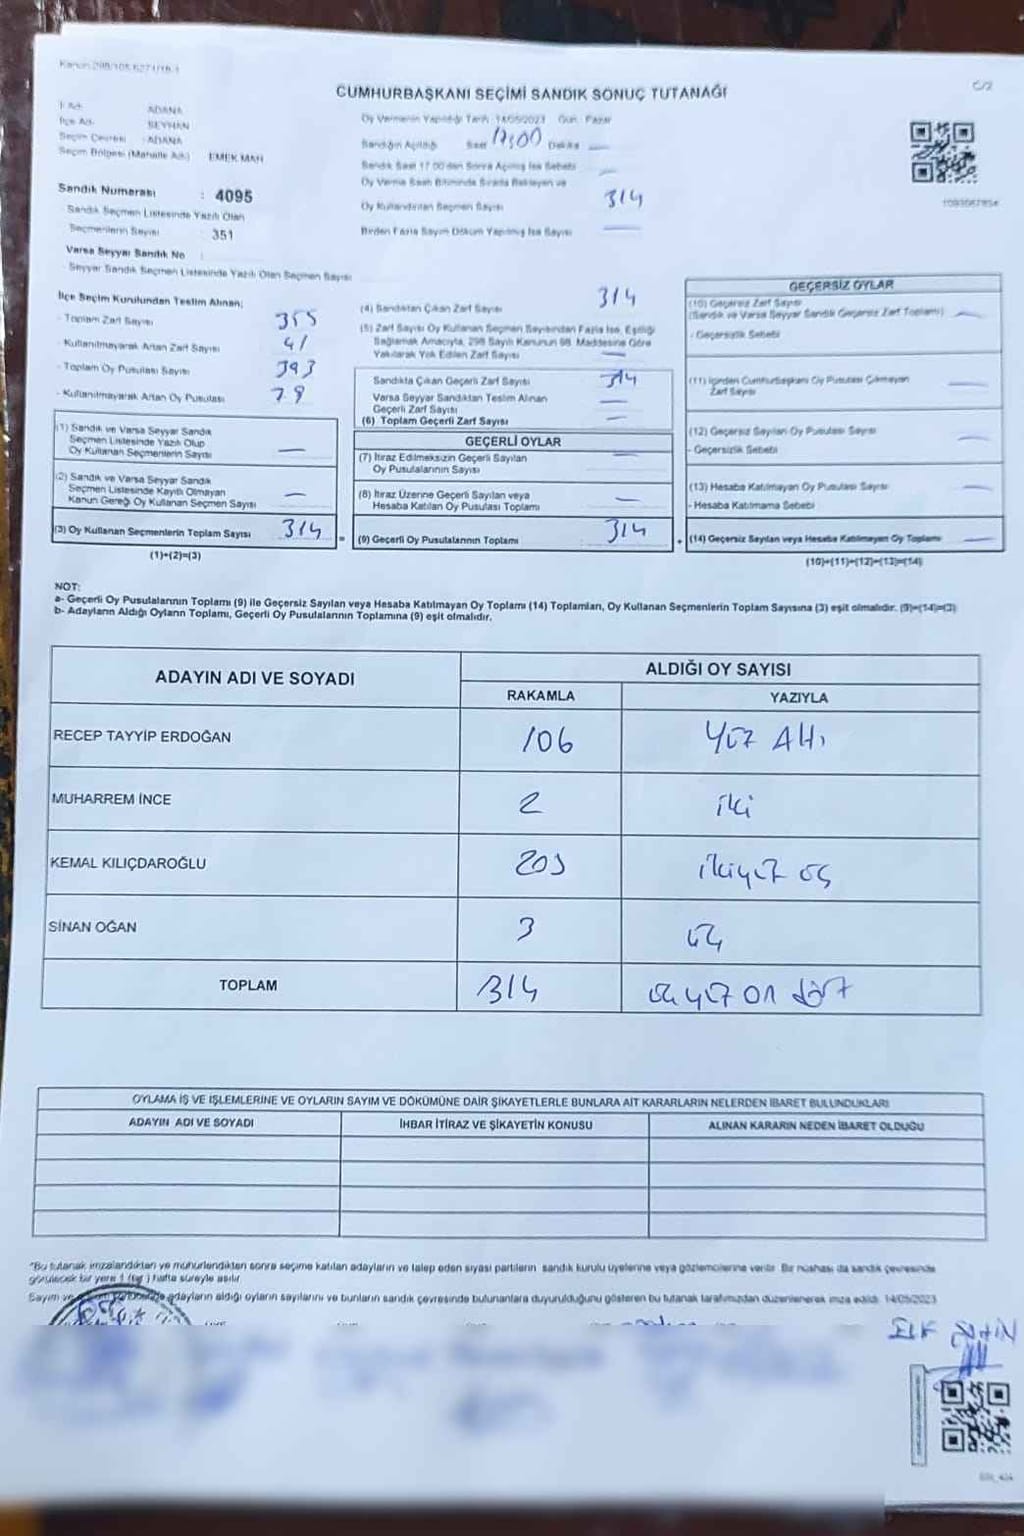 CUMHURBAŞKANI SEÇİMİ SANDIK SONUÇ TUTANAĞI
C/2
İl Adı : ADANA
İlçe Adı : SEYHAN
Seçim Çevresi : ADANA
Seçim Bölgesi (Mahalle Adı) : EMEK MAH
Sandık Numarası : 4095
Sandık Seçmen Listesinde Yazılı Olan
Seçmenlerin Sayısı : 351
Varsa Seyyar Sandık No :
Seyyar Sandık Seçmen Listesinde Yazılı Olan Seçmen Sayısı
Oy Vermenin Yapıldığı Tarih : 14/05/2023 Gün : Pazar
Sandığın Açıldığı Saat 17:00 Dakika —
Sandık Saat 17.00'den Sonra Açılmış İse Sebebi —
Oy Verme Saati Bitiminde Sırada Bekleyen ve
Oy Kullandırılan Seçmen Sayısı 314
Birden Fazla Sayım Döküm Yapılmış İse Sayısı —
İlçe Seçim Kurulundan Teslim Alınan;
- Toplam Zarf Sayısı 355
- Kullanılmayarak Artan Zarf Sayısı 41
- Toplam Oy Pusulası Sayısı 393
- Kullanılmayarak Artan Oy Pusulası 79
(1) Sandık ve Varsa Seyyar Sandık
Seçmen Listesinde Yazılı Olup
Oy Kullanan Seçmenlerin Sayısı —
(2) Sandık ve Varsa Seyyar Sandık
Seçmen Listesinde Kayıtlı Olmayan
Kanun Gereği Oy Kullanan Seçmen Sayısı —
(3) Oy Kullanan Seçmenlerin Toplam Sayısı 314
(1)+(2)=(3)
(4) Sandıktan Çıkan Zarf Sayısı 314
(5) Zarf Sayısı Oy Kullanan Seçmen Sayısından Fazla İse, Eşitliği
Sağlamak Amacıyla, 298 Sayılı Kanunun 98. Maddesine Göre
Yakılarak Yok Edilen Zarf Sayısı —
Sandıkta Çıkan Geçerli Zarf Sayısı 314
Varsa Seyyar Sandıktan Teslim Alınan
Geçerli Zarf Sayısı —
(6) Toplam Geçerli Zarf Sayısı —
GEÇERLİ OYLAR
(7) İtiraz Edilmeksizin Geçerli Sayılan
Oy Pusulalarının Sayısı —
(8) İtiraz Üzerine Geçerli Sayılan veya
Hesaba Katılan Oy Pusulası Toplamı —
= (9) Geçerli Oy Pusulalarının Toplamı 314
GEÇERSİZ OYLAR
(10) Geçersiz Zarf Sayısı
(Sandık ve Varsa Seyyar Sandık Geçersiz Zarf Toplamı) —
- Geçersizlik Sebebi
(11) İçinden Cumhurbaşkanı Oy Pusulası Çıkmayan
Zarf Sayısı —
(12) Geçersiz Sayılan Oy Pusulası Sayısı —
- Geçersizlik Sebebi
(13) Hesaba Katılmayan Oy Pusulası Sayısı —
- Hesaba Katılmama Sebebi
+ (14) Geçersiz Sayılan veya Hesaba Katılmayan Oy Toplamı —
(10)+(11)+(12)+(13)=(14)
NOT:
a- Geçerli Oy Pusulalarının Toplamı (9) ile Geçersiz Sayılan veya Hesaba Katılmayan Oy Toplamı (14) Toplamları, Oy Kullanan Seçmenlerin Toplam Sayısına (3) eşit olmalıdır. (9)+(14)=(3)
b- Adayların Aldığı Oyların Toplamı, Geçerli Oy Pusulalarının Toplamına (9) eşit olmalıdır.
ADAYIN ADI VE SOYADI ALDIĞI OY SAYISI
RAKAMLA YAZIYLA
RECEP TAYYİP ERDOĞAN 106 Yüz Altı
MUHARREM İNCE 2 iki
KEMAL KILIÇDAROĞLU 203 ikiyüz üç
SİNAN OĞAN 3 üç
TOPLAM 314 üç yüz on dört
OYLAMA İŞ VE İŞLEMLERİNE VE OYLARIN SAYIM VE DÖKÜMÜNE DAİR ŞİKAYETLERLE BUNLARA AİT KARARLARIN NELERDEN İBARET BULUNDUKLARI
ADAYIN ADI VE SOYADI İHBAR İTİRAZ VE ŞİKAYETİN KONUSU ALINAN KARARIN NEDEN İBARET OLDUĞU
*Bu tutanak imzalandıktan ve mühürlendikten sonra seçime katılan adayların ve talep eden siyasi partilerin sandık kurulu üyelerine veya gözlemcilerine verilir. Bir nüshası da sandık çevresinde
görülecek bir yere 1 (bir) hafta süreyle asılır.
adayların aldığı oyların sayılarını ve bunların sandık çevresinde bulunanlara duyurulduğunu gösteren bu tutanak tarafımızdan düzenlenerek imza edildi. 14/05/2023